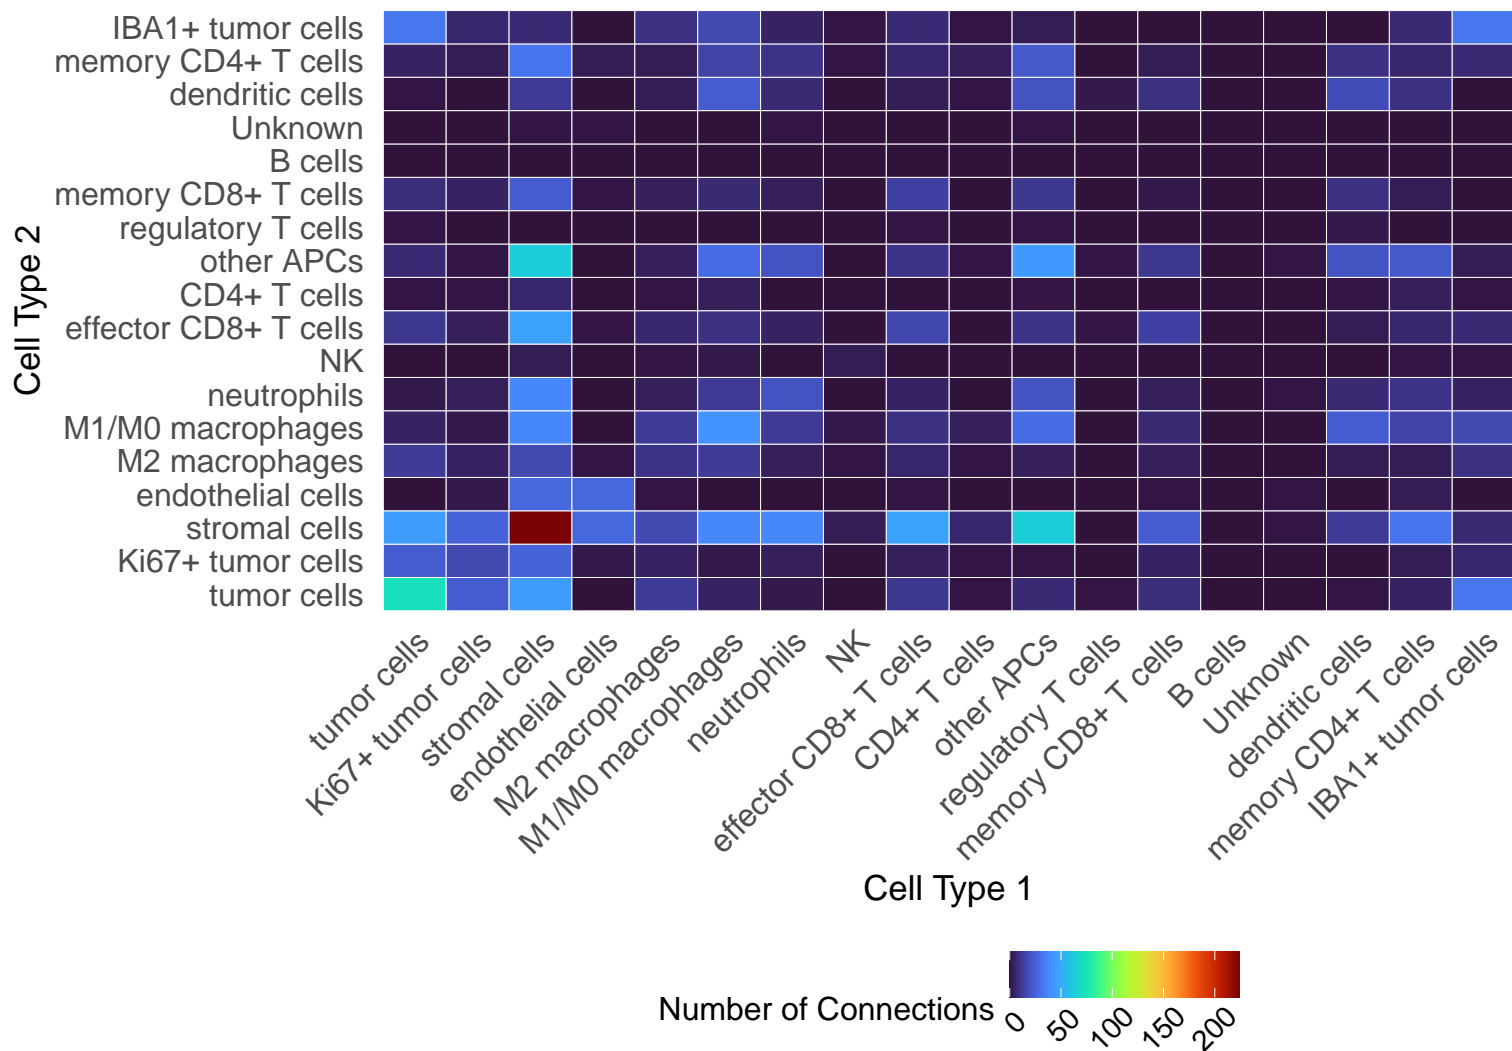 IBA1+ tumor cells
memory CD4+ T cells
dendritic cells
Unknown
B cells
memory CD8+ T cells
regulatory T cells
other APCs
CD4+ T cells
effector CD8+ T cells
NK
neutrophils
M1/M0 macrophages
M2 macrophages
endothelial cells
stromal cells
Ki67+ tumor cells
tumor cells
Cell Type 2
tumor cells
Ki67+ tumor cells
stromal cells
endothelial cells
M2 macrophages
M1/M0 macrophages
neutrophils
NK
effector CD8+ T cells
CD4+ T cells
other APCs
regulatory T cells
memory CD8+ T cells
B cells
Unknown
dendritic cells
memory CD4+ T cells
IBA1+ tumor cells
Cell Type 1
Number of Connections
0
50
100
150
200